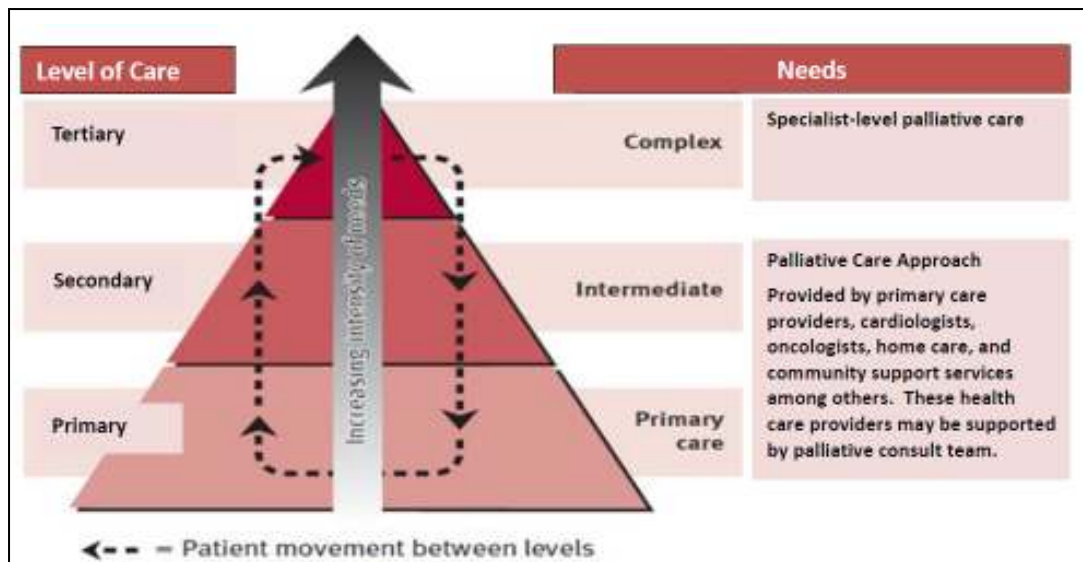 Level of Care
Needs
Tertiary
Complex
Specialist-level palliative care
Secondary
Intermediate
Palliative Care Approach
Provided by primary care
providers, cardiologists,
oncologists, home care, and
community support services
among others. These health
care providers may be supported
by palliative consult team.
Primary
Primary
care
Increasing intensity of needs
= Patient movement between levels